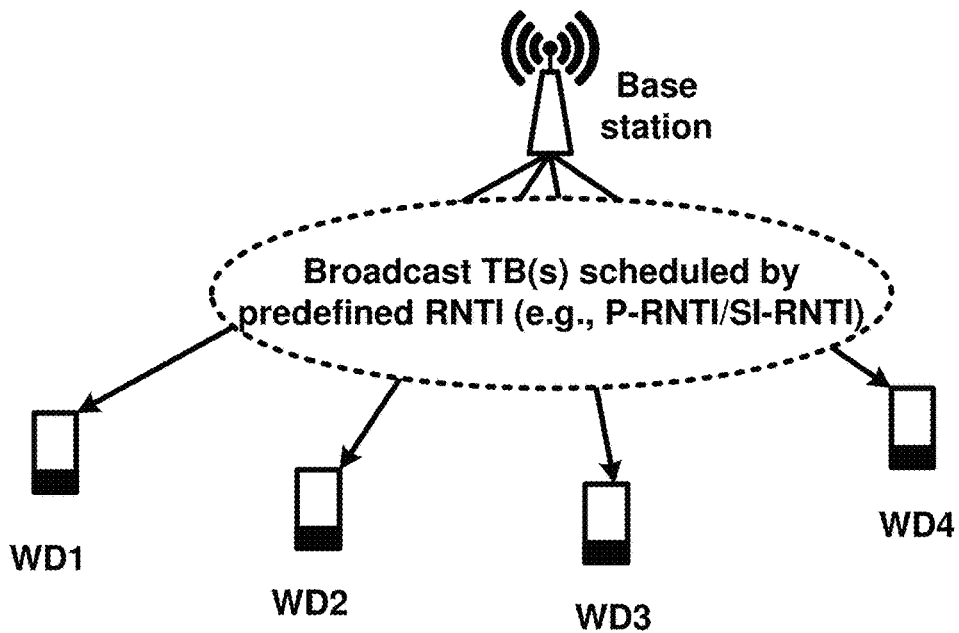 Base
station
Broadcast TB(s) scheduled by
predefined RNTI (e.g., P-RNTI/SI-RNTI)
WD1
WD2
WD3
WD4